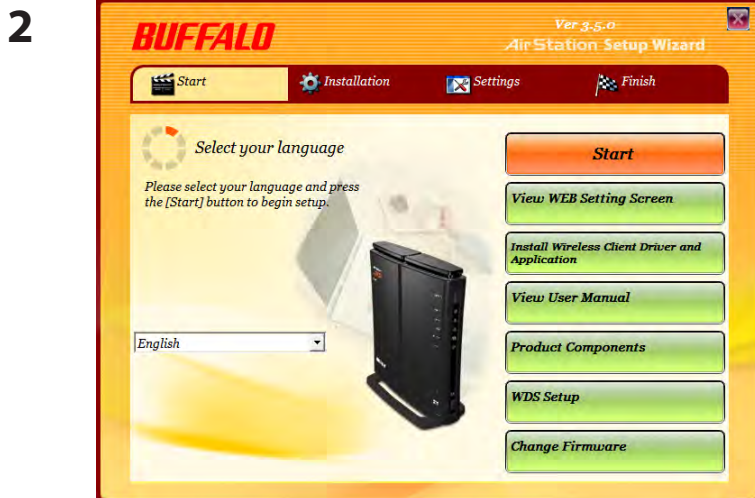 2
BUFFALO
Ver 3.5.0
AirStation Setup Wizard
Start
Installation
Settings
Finish
Select your language
Please select your language and press
the [Start] button to begin setup.
English
Start
View WEB Setting Screen
Install Wireless Client Driver and
Application
View User Manual
Product Components
WDS Setup
Change Firmware